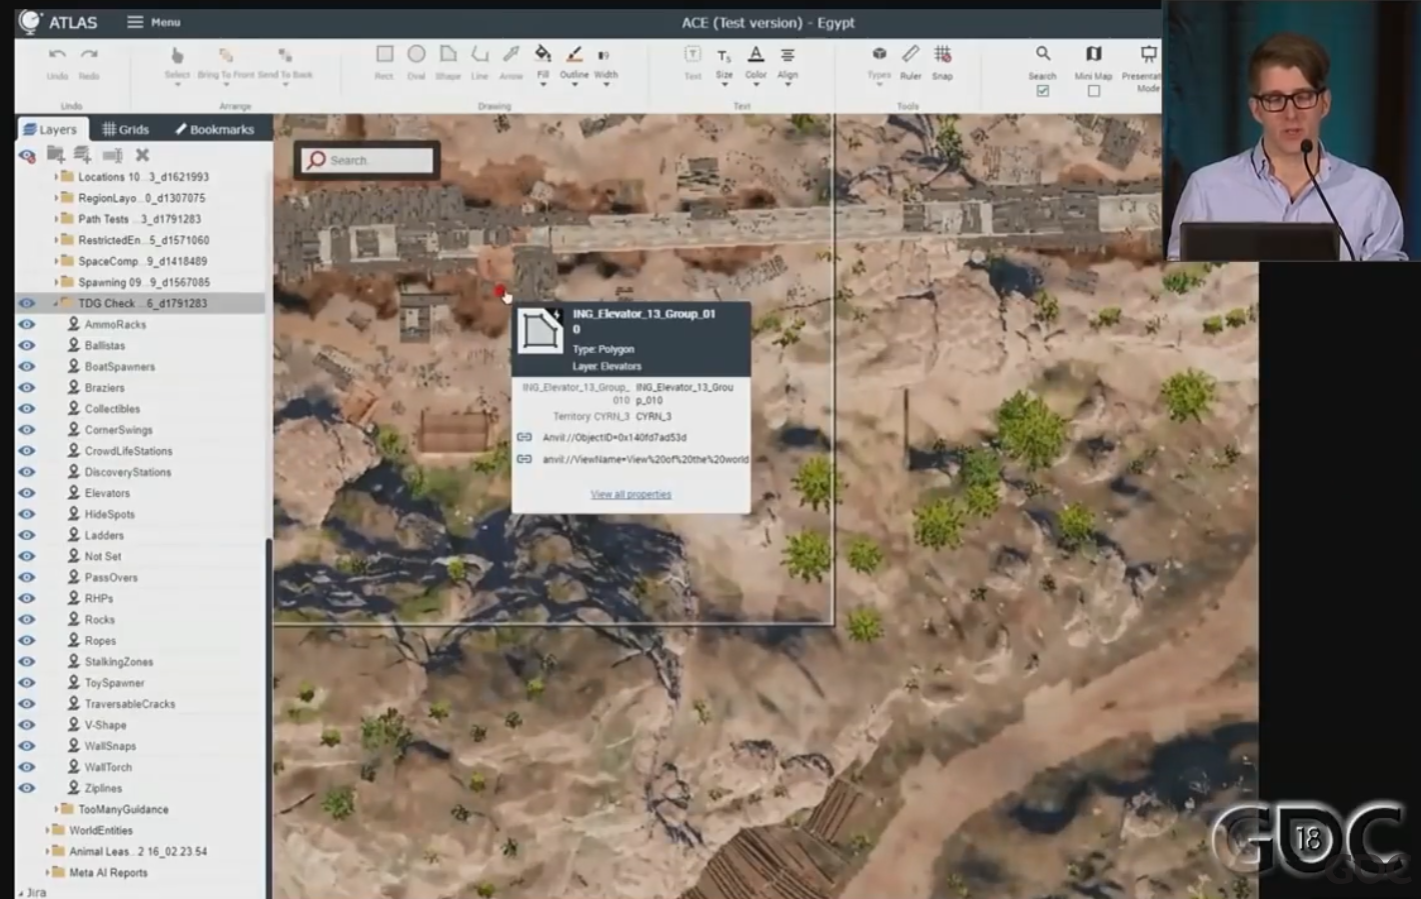 ATLAS
Menu
ACE (Test version) - Egypt
Undo
Redo
Select
Bring To Front
Send To Back
Rect
Oval
Shape
Line
Arrow
Fill
Outline
Width
Text
Size
Color
Align
Types
Ruler
Snap
Search
Mini Map
Presentat
Mode
Undo
Arrange
Drawing
Text
Tools
Layers
Grids
Bookmarks
Search.
Locations 10...3_d1621993
RegionLayo...0_d1307075
Path Tests ...3_d1791283
RestrictedEn...5_d1571060
SpaceComp...9_d1418489
Spawning 09...9_d1567085
TDG Check ...6_d1791283
AmmoRacks
Ballistas
BoatSpawners
Braziers
Collectibles
CornerSwings
CrowdLifeStations
DiscoveryStations
Elevators
HideSpots
Ladders
Not Set
PassOvers
RHPs
Rocks
Ropes
StalkingZones
ToySpawner
TraversableCracks
V-Shape
WallSnaps
WallTorch
Ziplines
TooManyGuidance
WorldEntities
Animal Leas...2 16_02.23.54
Meta AI Reports
Jira
ING_Elevator_13_Group_01
0
Type: Polygon
Layer: Elevators
ING_Elevator_13_Group_ ING_Elevator_13_Grou
010 p_010
Territory CYRN_3 CYRN_3
Anvil://ObjectID=0x140fd7ad53d
anvil://ViewName=View%20of%20the%20world
View all properties
GDC
18
GDC